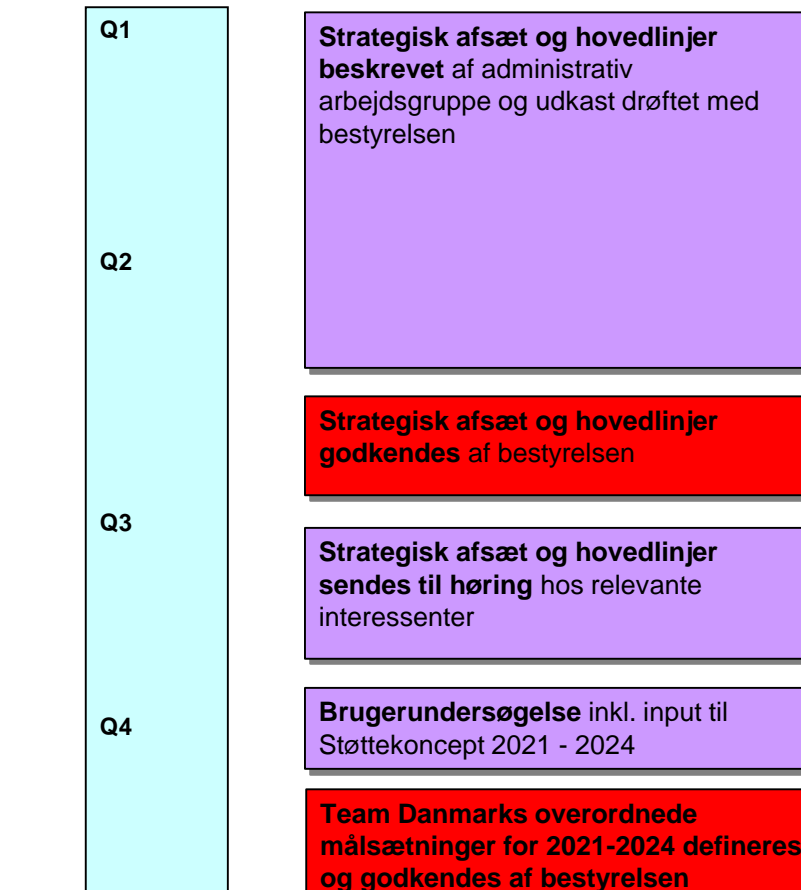 Q1
Strategisk afsæt og hovedlinjer
beskrevet af administrativ
arbejdsgruppe og udkast drøftet med
bestyrelsen
Q2
Strategisk afsæt og hovedlinjer
godkendes af bestyrelsen
Q3
Strategisk afsæt og hovedlinjer
sendes til høring hos relevante
interessenter
Q4
Brugerundersøgelse inkl. input til
Støttekoncept 2021 - 2024
Team Danmarks overordnede
målsætninger for 2021-2024 defineres
og godkendes af bestyrelsen